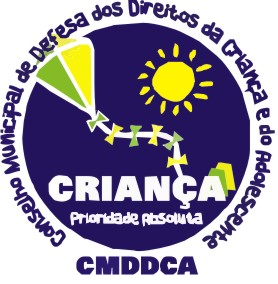 Conselho Municipal de Defesa dos Direitos da Criança e do Adolescente
CRIANÇA
Prioridade Absoluta
CMDDCA